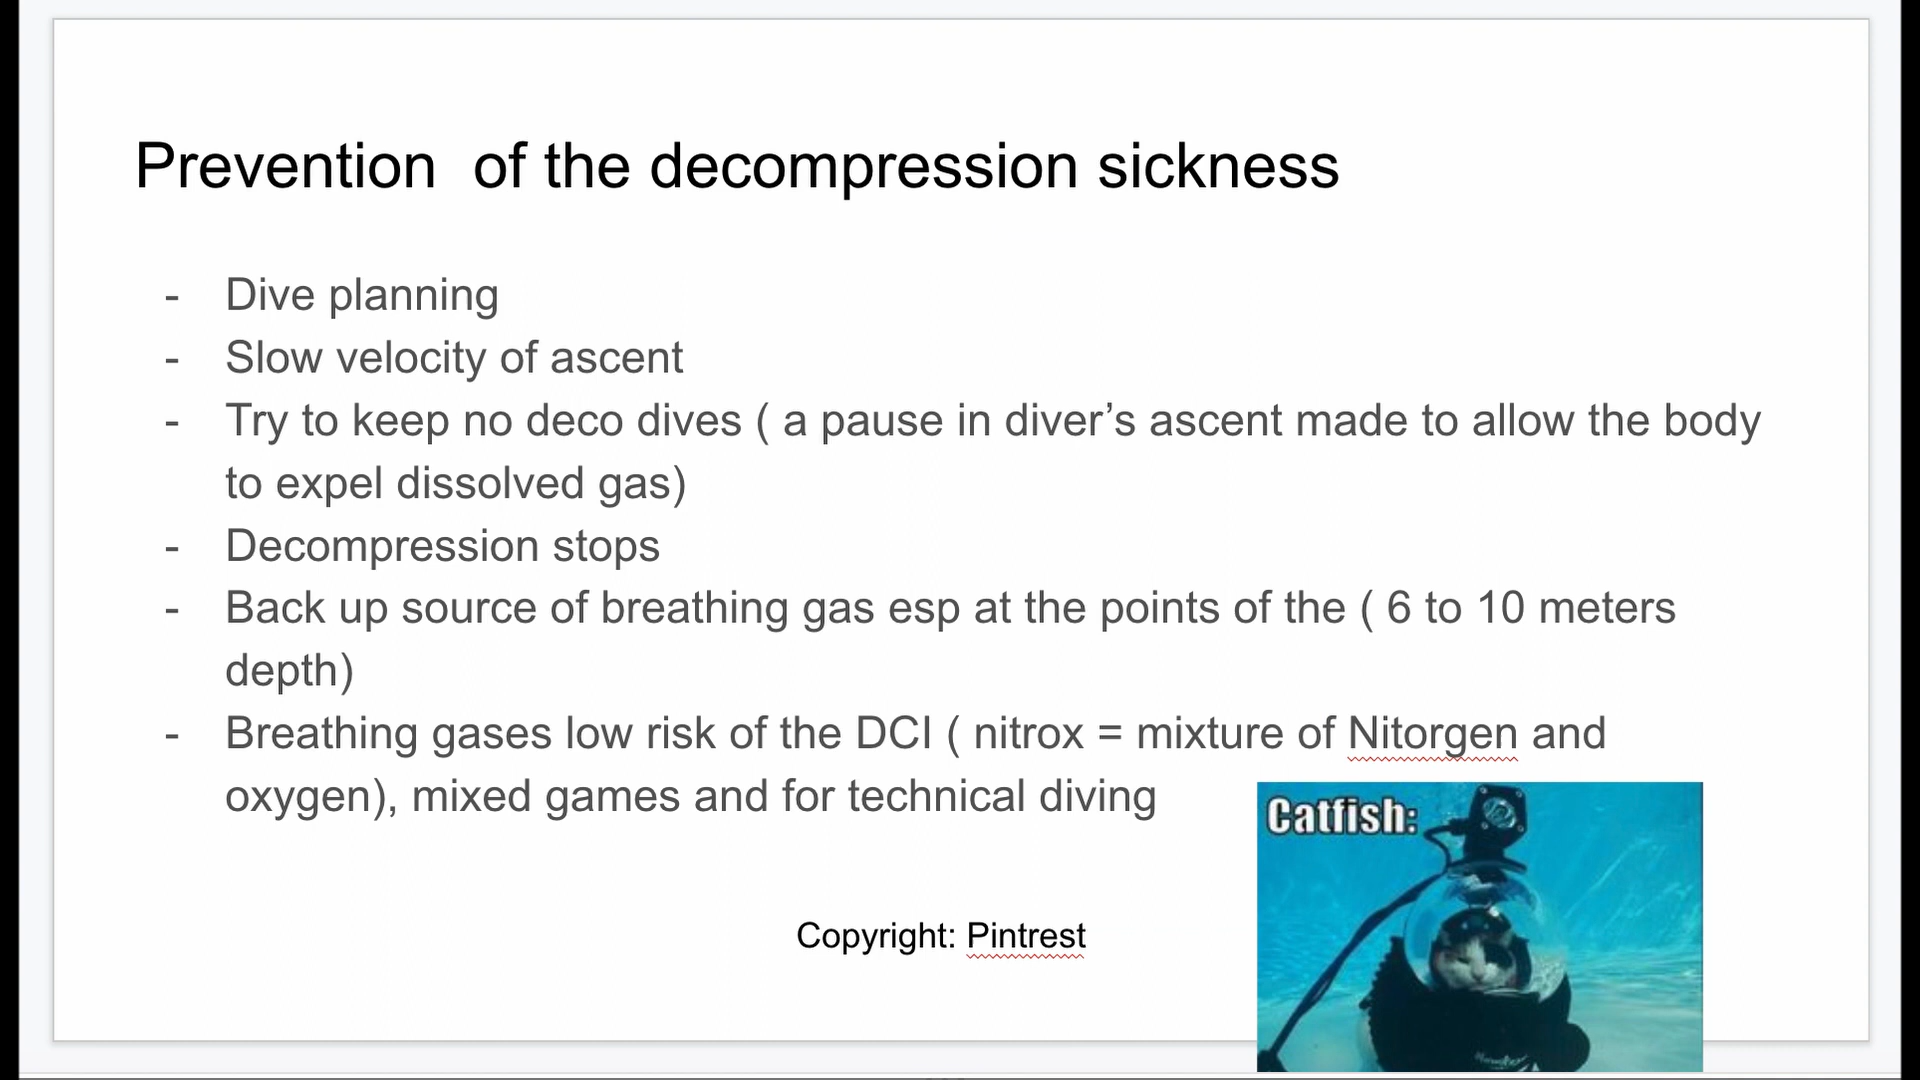 Prevention  of the decompression sickness
- Dive planning
- Slow velocity of ascent
- Try to keep no deco dives ( a pause in diver’s ascent made to allow the body
to expel dissolved gas)
- Decompression stops
- Back up source of breathing gas esp at the points of the ( 6 to 10 meters
depth)
- Breathing gases low risk of the DCI ( nitrox = mixture of Nitorgen and
oxygen), mixed games and for technical diving
Catfish:
Copyright: Pintrest